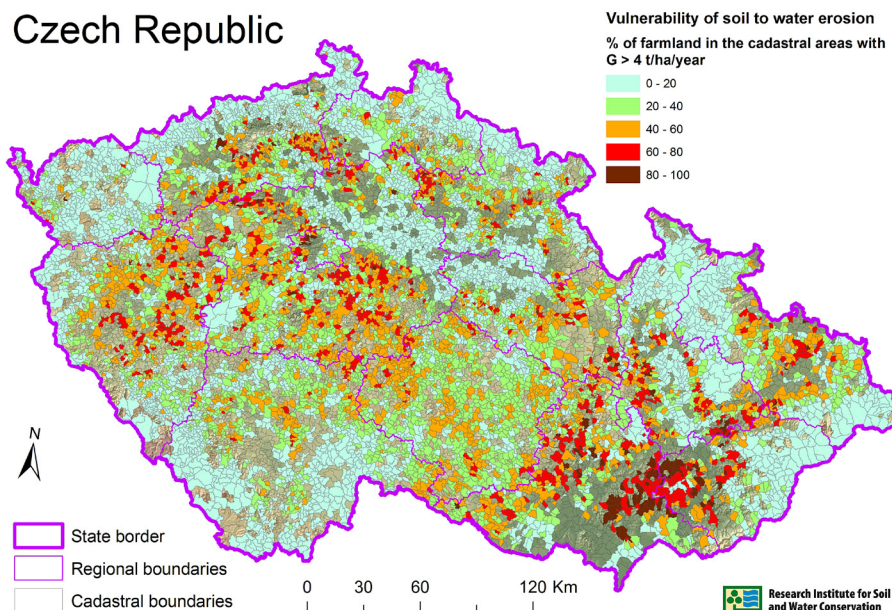 Czech Republic
Vulnerability of soil to water erosion
% of farmland in the cadastral areas with
G > 4 t/ha/year
0 - 20
20 - 40
40 - 60
60 - 80
80 - 100
N
State border
Regional boundaries
Cadastral boundaries
0 30 60 120 Km
Research Institute for Soil
and Water Conservation